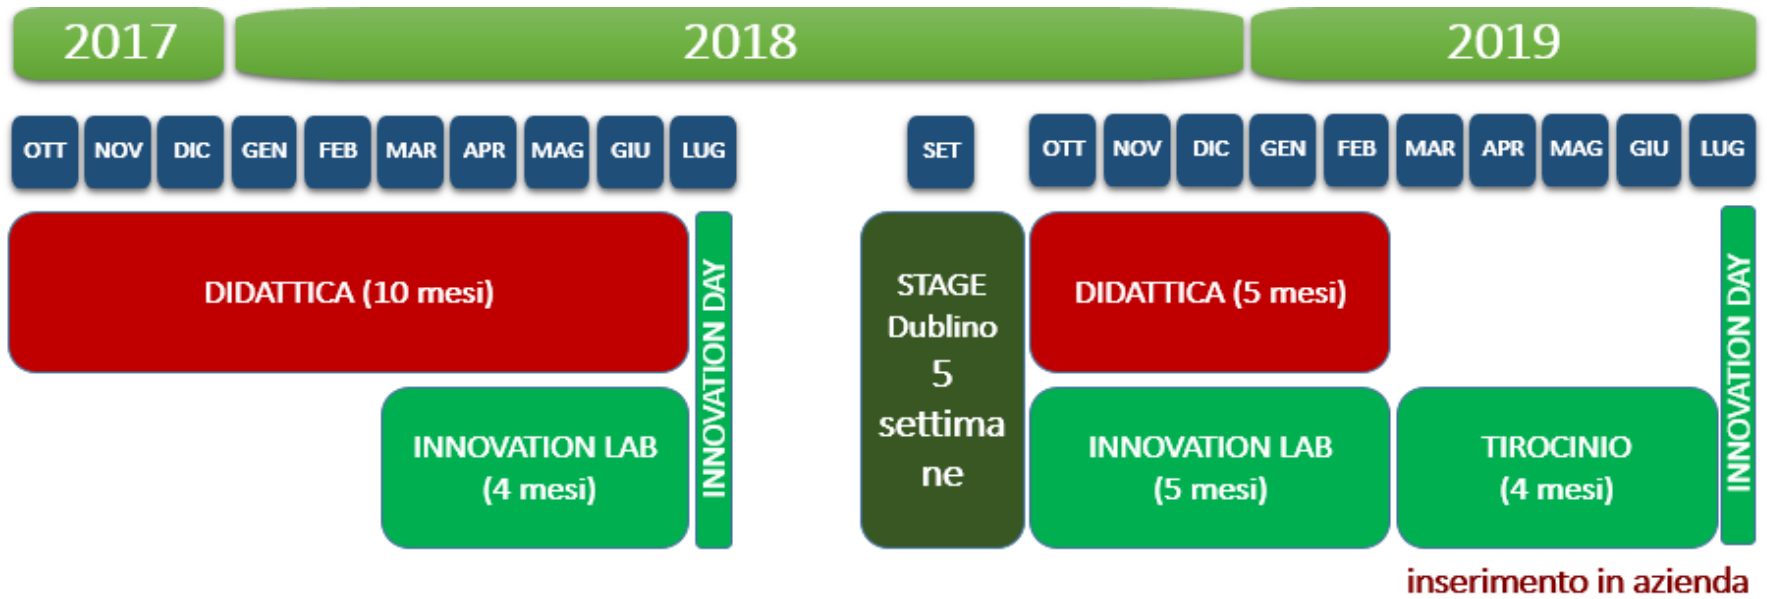 2017 2018 2019
OTT NOV DIC GEN FEB MAR APR MAG GIU LUG SET OTT NOV DIC GEN FEB MAR APR MAG GIU LUG
DIDATTICA (10 mesi)
INNOVATION LAB
(4 mesi)
INNOVATION DAY
STAGE
Dublino
5
settima
ne
DIDATTICA (5 mesi)
INNOVATION LAB
(5 mesi)
TIROCINIO
(4 mesi)
INNOVATION DAY
inserimento in azienda